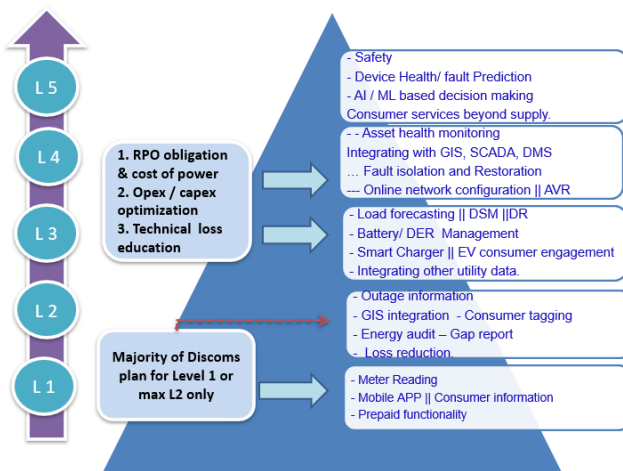 L 5
L 4
L 3
L 2
L 1
1. RPO obligation
& cost of power
2. Opex / capex
optimization
3. Technical loss
education
Majority of Discoms
plan for Level 1 or
max L2 only
- Safety
- Device Health/ fault Prediction
- AI / ML based decision making
Consumer services beyond supply.
- - Asset health monitoring
Integrating with GIS, SCADA, DMS
… Fault isolation and Restoration
--- Online network configuration || AVR
- Load forecasting || DSM ||DR
- Battery/ DER Management
- Smart Charger || EV consumer engagement
- Integrating other utility data.
- Outage information
- GIS integration - Consumer tagging
- Energy audit – Gap report
- Loss reduction.
- Meter Reading
- Mobile APP || Consumer information
- Prepaid functionality